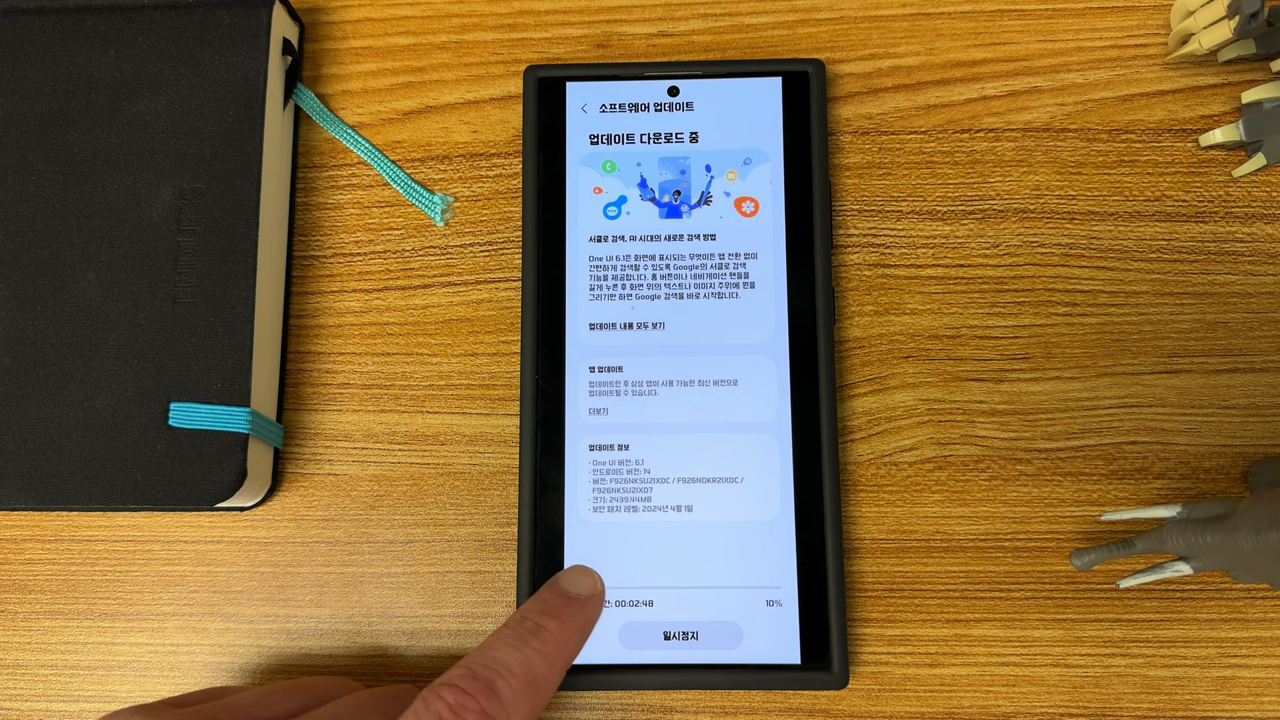 소프트웨어 업데이트
업데이트 다운로드 중
서클로 검색, AI 시대의 새로운 검색 방법
One UI 6.1은 화면에 표시되는 무엇이든 앱 전환 없이
간편하게 검색할 수 있도록 Google의 서클로 검색
기능을 제공합니다. 홈 버튼이나 네비게이션 핸들을
길게 누른 후 화면 위의 텍스트나 이미지 주위에 원을
그리기만 하면 Google 검색을 바로 시작합니다.
업데이트 내용 모두 보기
앱 업데이트
업데이트한 후 삼성 앱이 사용 가능한 최신 버전으로
업데이트될 수 있습니다.
더보기
업데이트 정보
• One UI 버전: 6.1
• 안드로이드 버전: 14
• 버전: F926NKSU2IXDC / F926NOKR2IXDC /
F926NKSU2IXD7
• 크기: 2439.44MB
• 보안 패치 레벨: 2024년 4월 1일
간: 00:02:48
10%
일시정지